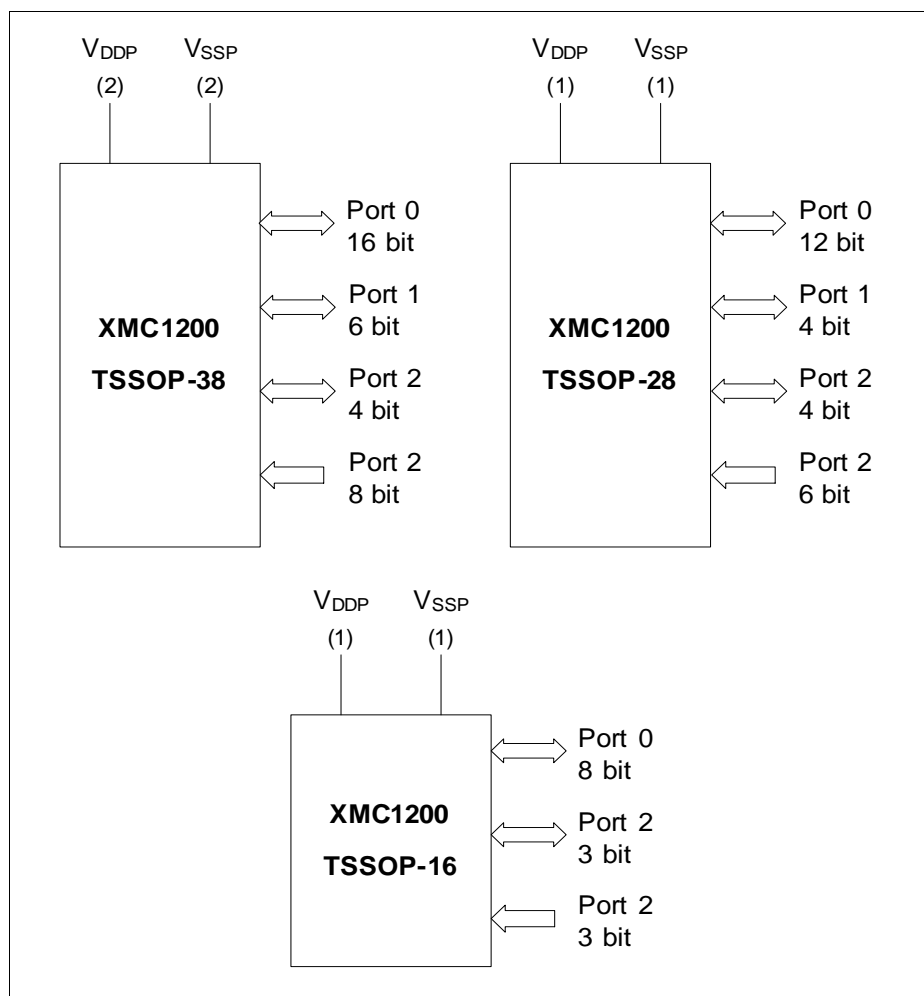 VDDP
(2)
VSSP
(2)
XMC1200
TSSOP-38
Port 0
16 bit
Port 1
6 bit
Port 2
4 bit
Port 2
8 bit
VDDP
(1)
VSSP
(1)
XMC1200
TSSOP-28
Port 0
12 bit
Port 1
4 bit
Port 2
4 bit
Port 2
6 bit
VDDP
(1)
VSSP
(1)
XMC1200
TSSOP-16
Port 0
8 bit
Port 2
3 bit
Port 2
3 bit